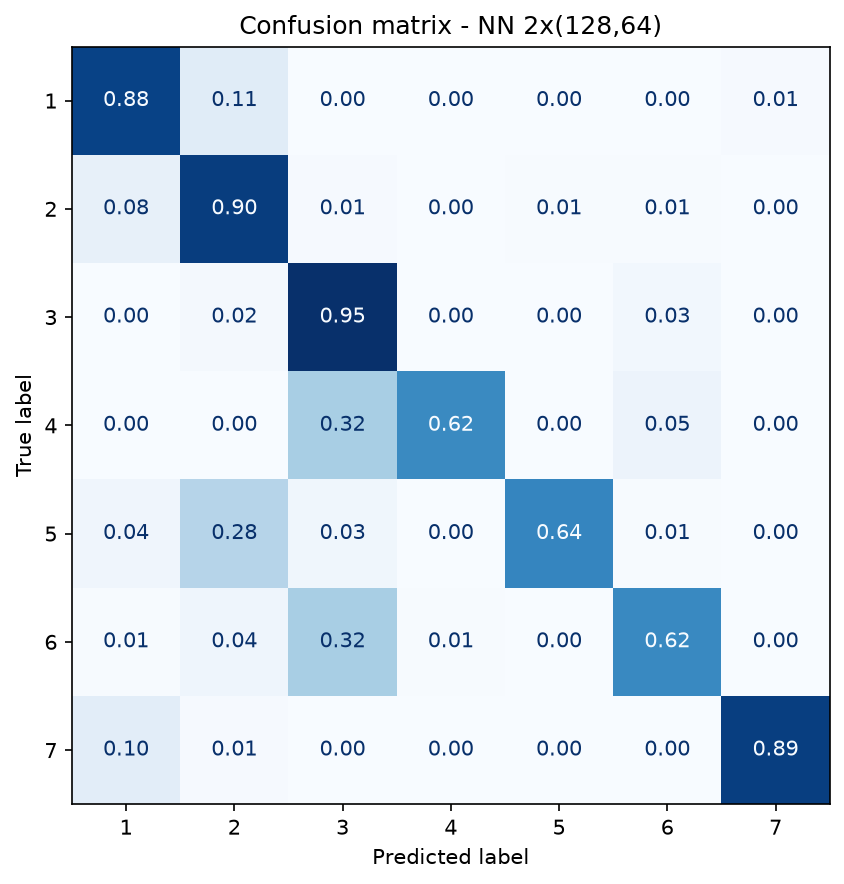 Confusion matrix - NN 2x(128,64)
1 0.88 0.11 0.00 0.00 0.00 0.00 0.01
2 0.08 0.90 0.01 0.00 0.01 0.01 0.00
3 0.00 0.02 0.95 0.00 0.00 0.03 0.00
4 0.00 0.00 0.32 0.62 0.00 0.05 0.00
5 0.04 0.28 0.03 0.00 0.64 0.01 0.00
6 0.01 0.04 0.32 0.01 0.00 0.62 0.00
7 0.10 0.01 0.00 0.00 0.00 0.00 0.89
1 2 3 4 5 6 7
Predicted label
True label